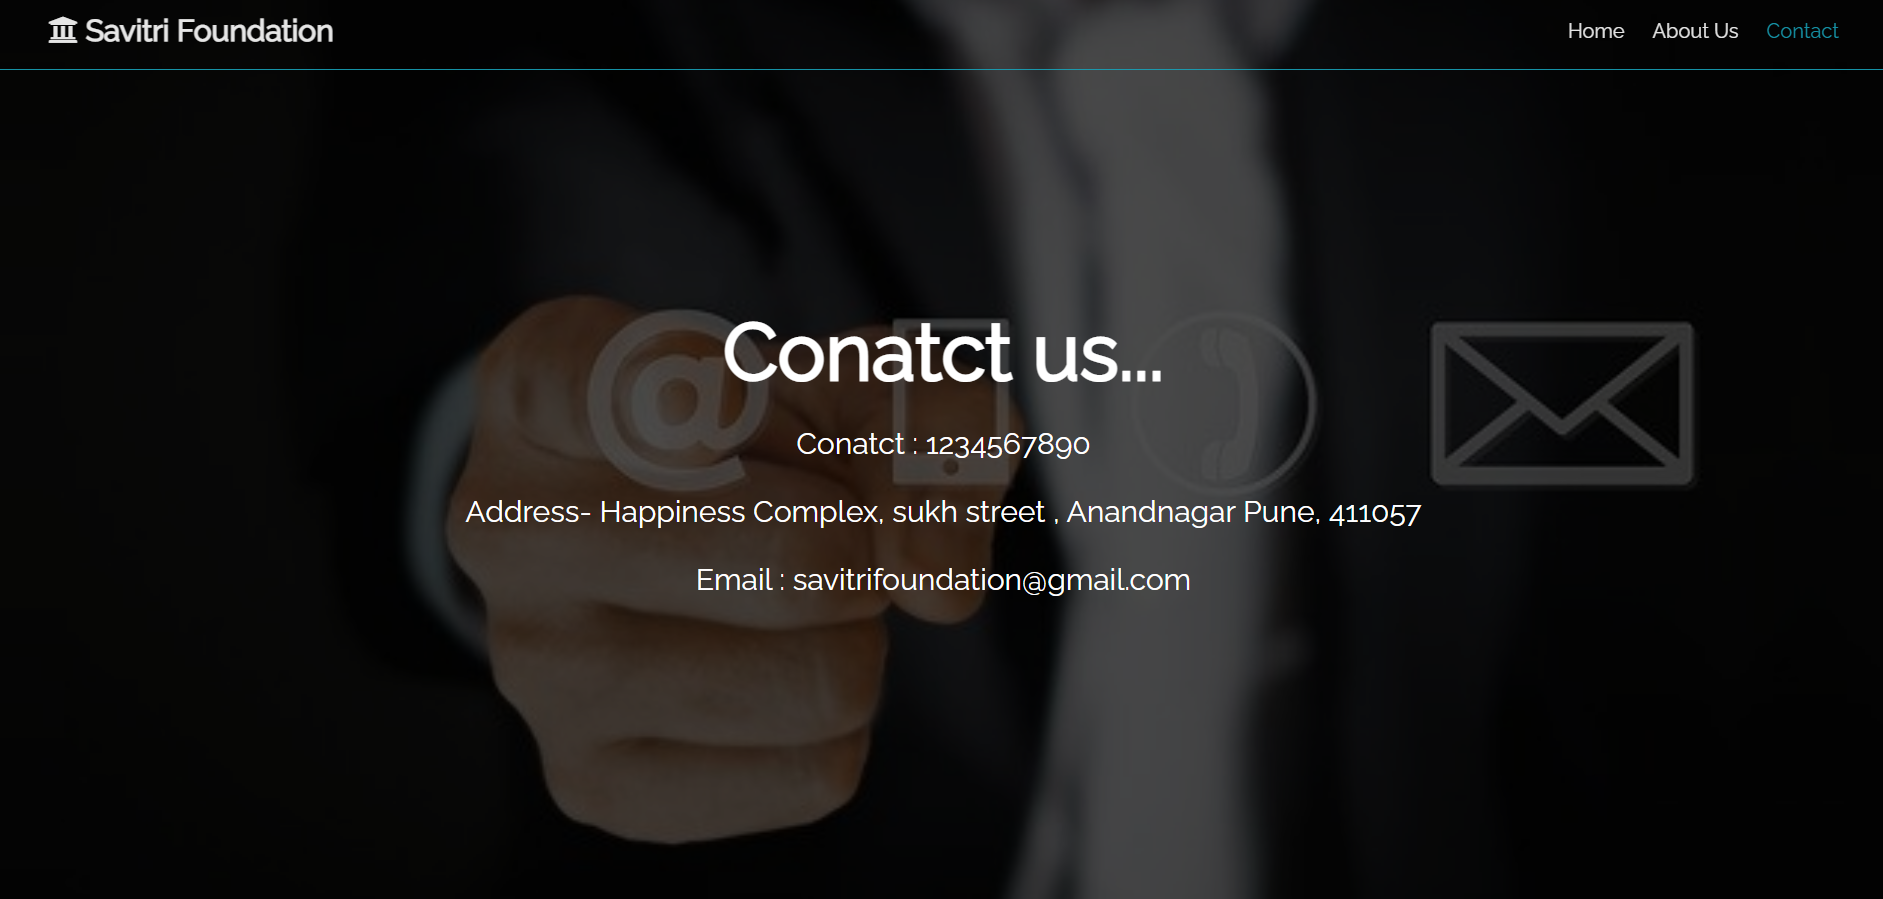 Savitri Foundation
Home About Us Contact
Conatct us...
Conatct : 1234567890
Address- Happiness Complex, sukh street , Anandnagar Pune, 411057
Email : savitrifoundation@gmail.com